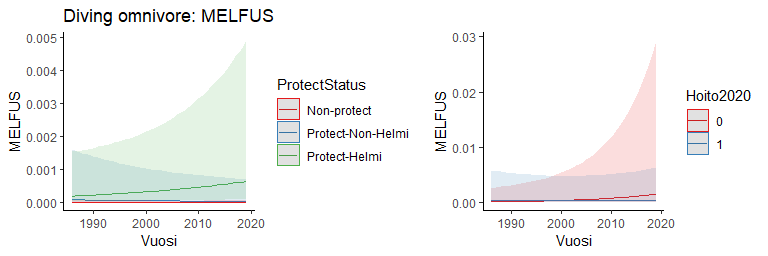 Diving omnivore: MELFUS
MELFUS
0.005
0.004
0.003
0.002
0.001
0.000
1990
2000
2010
2020
Vuosi
ProtectStatus
Non-protect
Protect-Non-Helmi
Protect-Helmi
MELFUS
0.03
0.02
0.01
0.00
1990
2000
2010
2020
Vuosi
Hoito2020
0
1